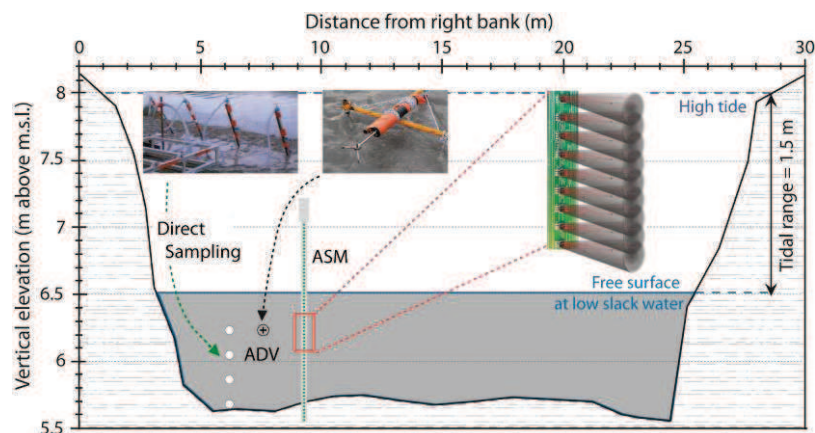 Distance from right bank (m)
0 5 10 15 20 25 30
Vertical elevation (m above m.s.l.)
8
High tide
7.5
Tidal range = 1.5 m
7
Direct
Sampling
ASM
Free surface
at low slack water
6.5
ADV
6
5.5